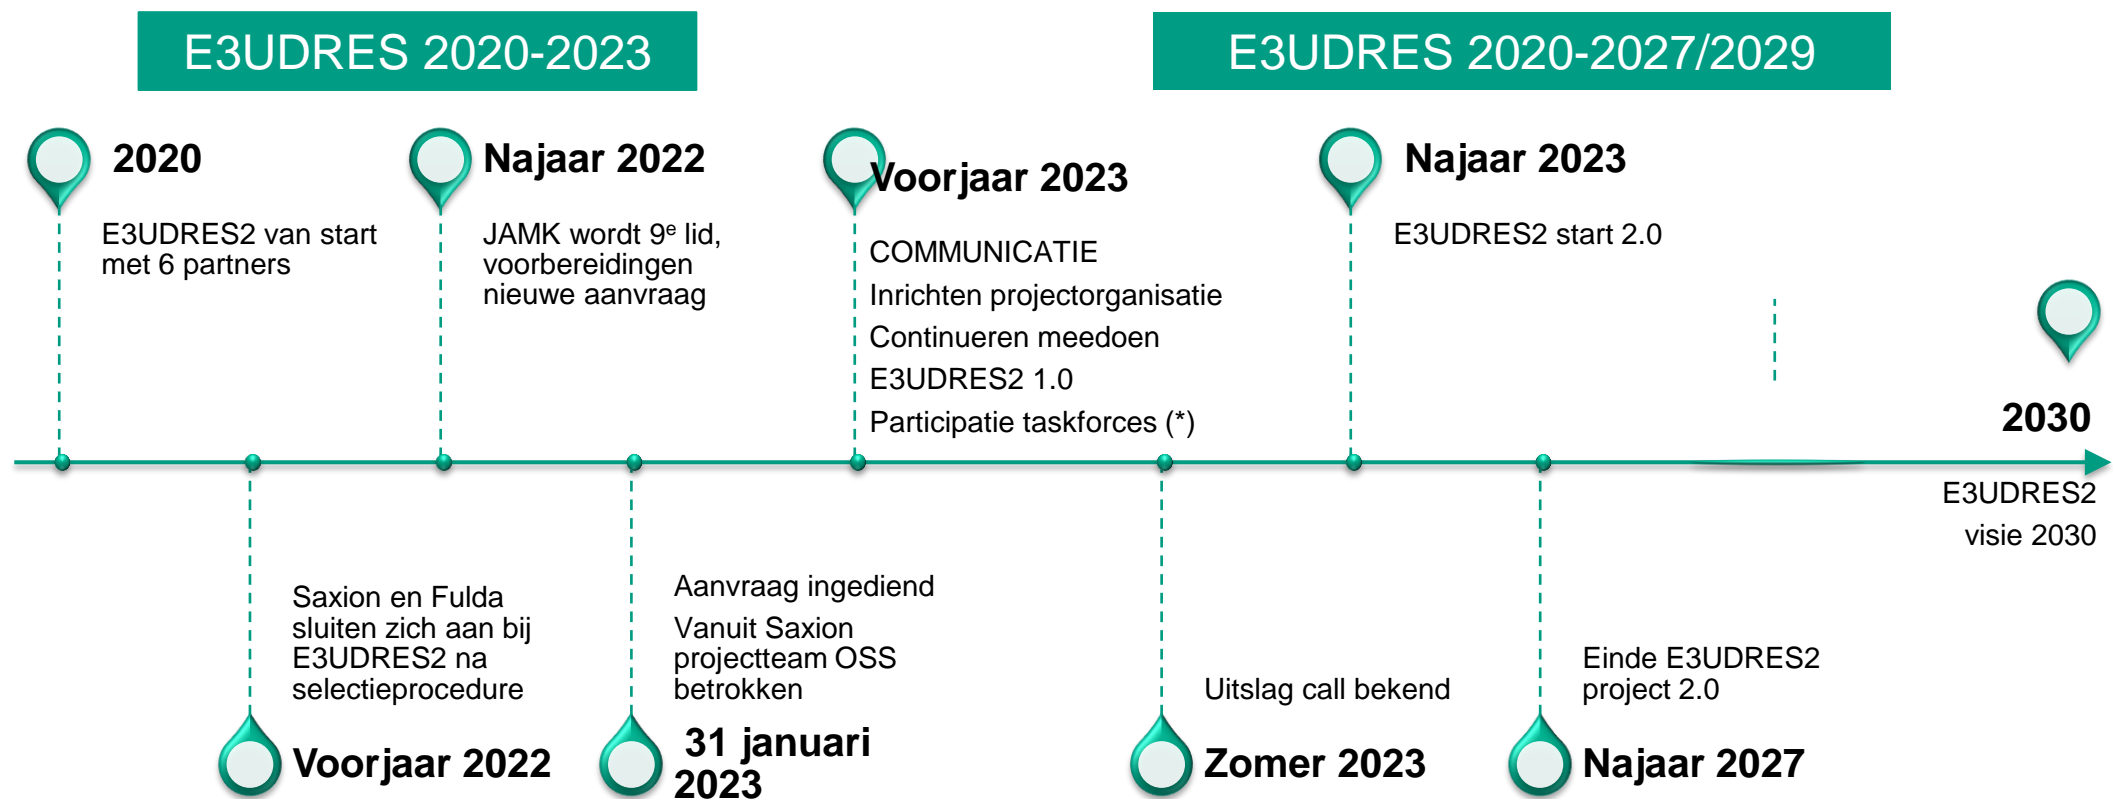 E3UDRES 2020-2023
E3UDRES 2020-2027/2029
2020
E3UDRES2 van start
met 6 partners
Najaar 2022
JAMK wordt 9e lid,
voorbereidingen
nieuwe aanvraag
Voorjaar 2023
COMMUNICATIE
Inrichten projectorganisatie
Continueren meedoen
E3UDRES2 1.0
Participatie taskforces (*)
Najaar 2023
E3UDRES2 start 2.0
2030
E3UDRES2
visie 2030
Saxion en Fulda
sluiten zich aan bij
E3UDRES2 na
selectieprocedure
Voorjaar 2022
Aanvraag ingediend
Vanuit Saxion
projectteam OSS
betrokken
31 januari
2023
Uitslag call bekend
Zomer 2023
Einde E3UDRES2
project 2.0
Najaar 2027